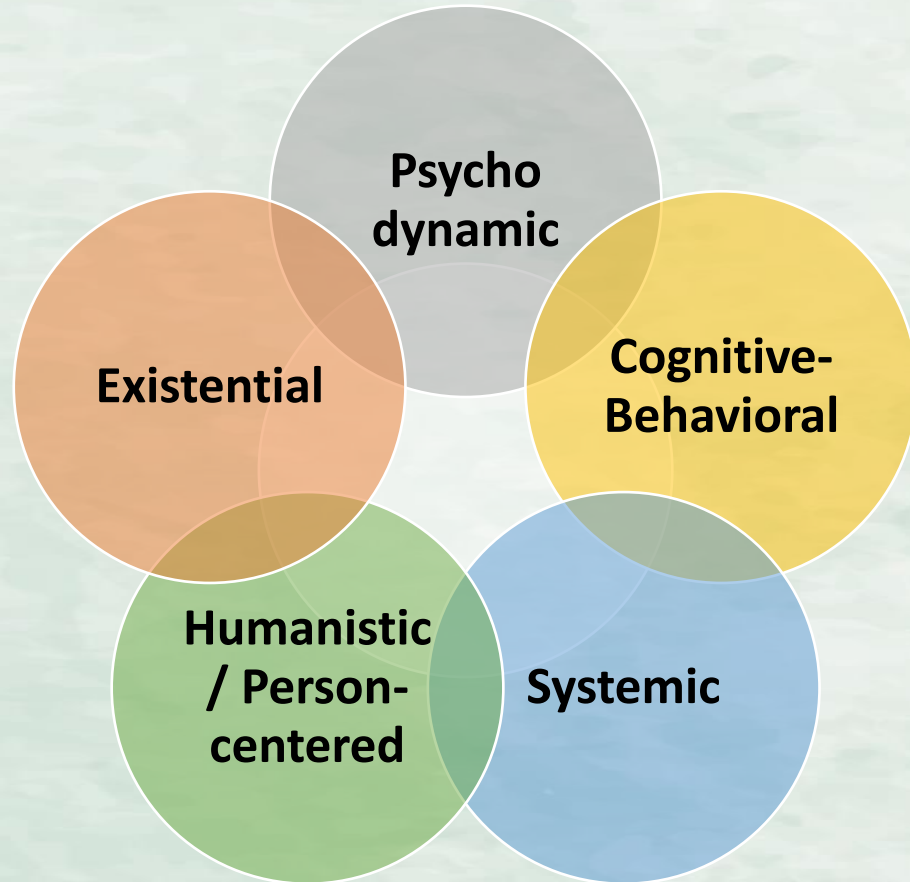 Psycho
dynamic
Existential
Cognitive-
Behavioral
Humanistic
/ Person-
centered
Systemic